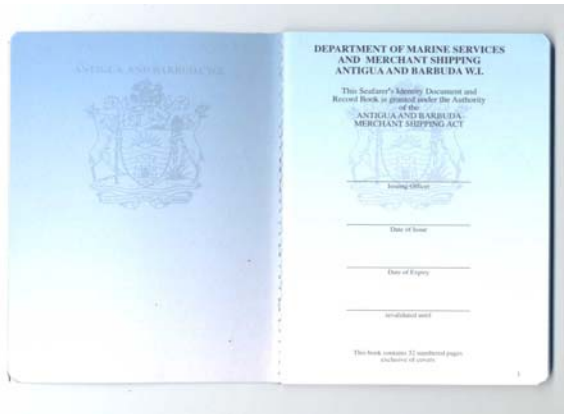 ANTIGUA AND BARBUDA W.I.
DEPARTMENT OF MARINE SERVICES
AND MERCHANT SHIPPING
ANTIGUA AND BARBUDA W.I.
This Seafarer's Identity Document and
Record Book is granted under the Authority
of the
ANTIGUA AND BARBUDA
MERCHANT SHIPPING ACT
Issuing Officer
Date of Issue
Date of Expiry
revalidated until
This book contains 32 numbered pages
exclusive of covers
1